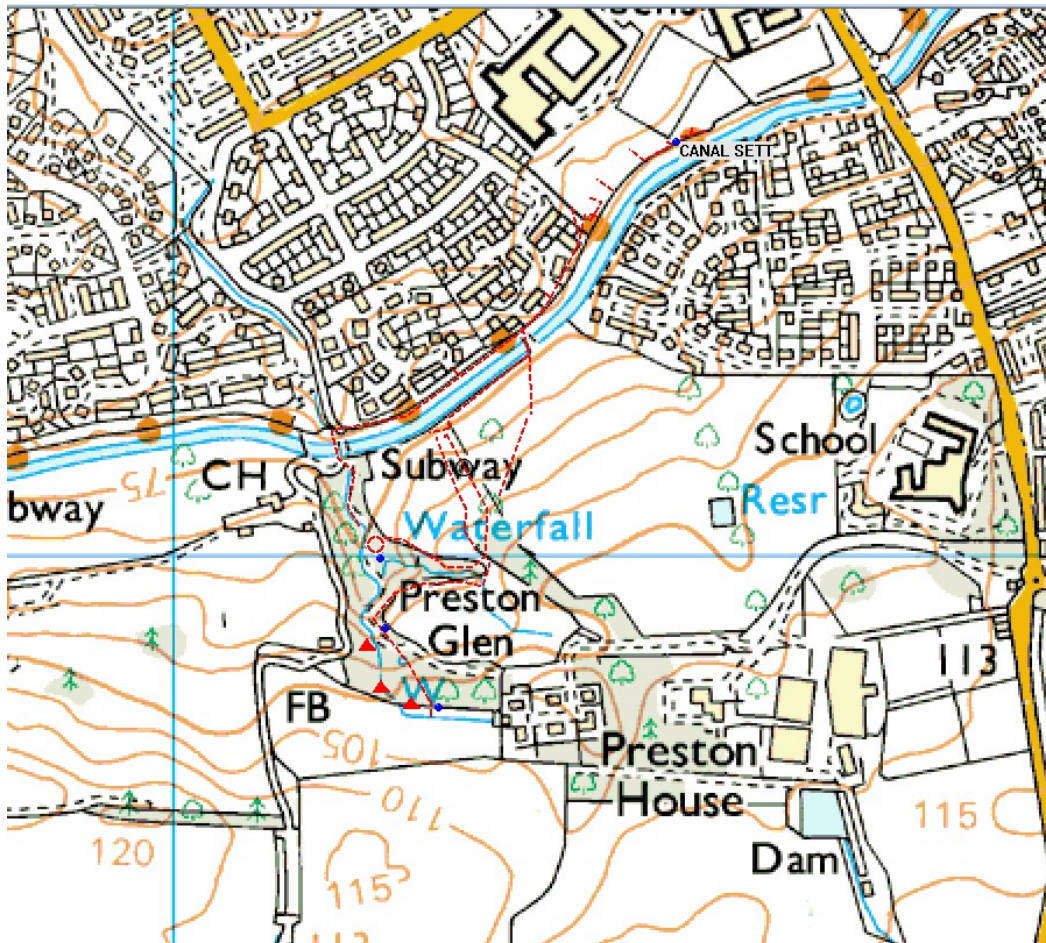 CANAL SETT
School
CH
Subway
75
bway
Waterfall
Resr
Preston
Glen
113
FB
W
105
Preston
House
110
115
120
Dam
115